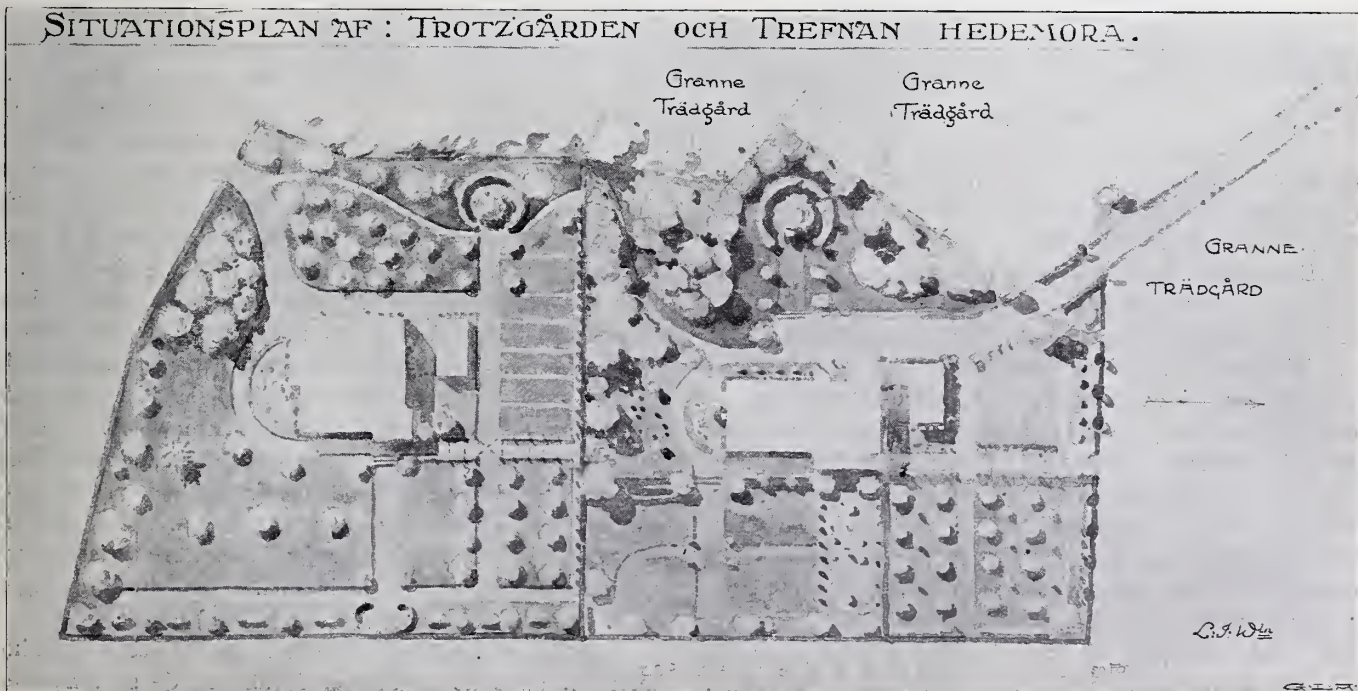 SITUATIONSPLAN AF: TROTZGÅRDEN OCH TREFNAN HEDEMORA.
Granne
Trädgård
Granne
Trädgård
GRANNE
TRÄDGÅRD